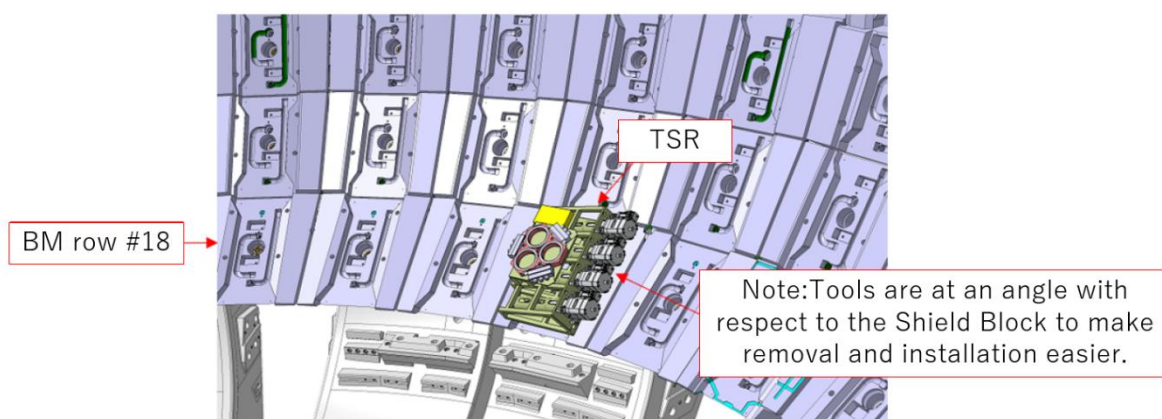 TSR
BM row #18
Note:Tools are at an angle with
respect to the Shield Block to make
removal and installation easier.